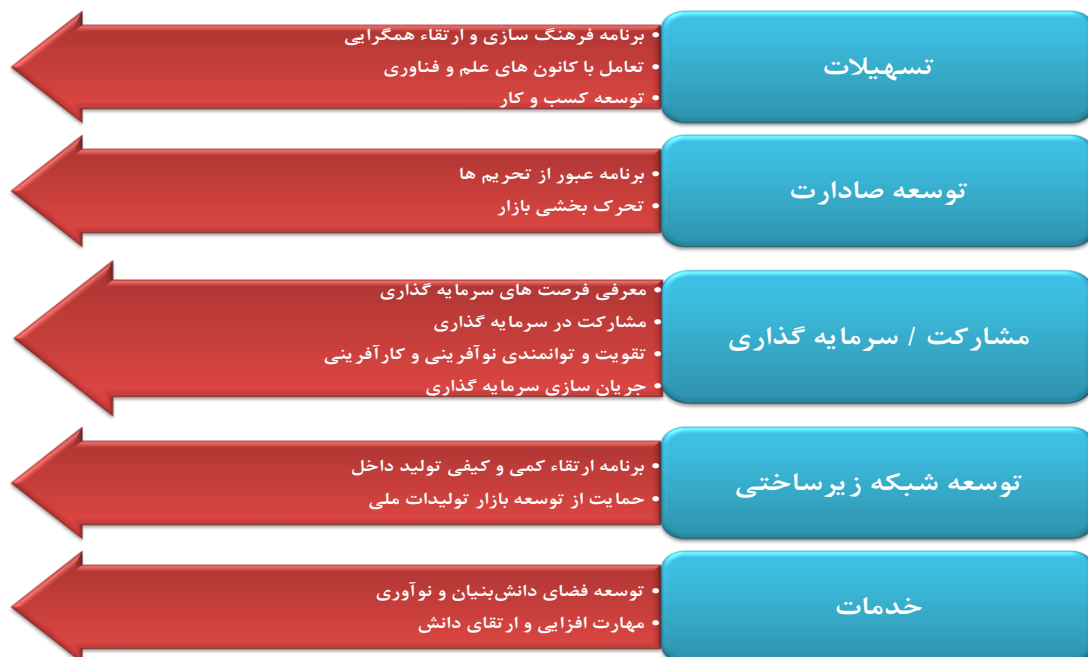 تسهیلات
• برنامه فرهنگ سازی و ارتقاء همگرایی
• تعامل با کانون های علم و فناوری
• توسعه کسب و کار
توسعه صادارت
• برنامه عبور از تحریم ها
• تحرک بخشی بازار
مشارکت / سرمایه گذاری
• معرفی فرصت های سرمایه گذاری
• مشارکت در سرمایه گذاری
• تقویت و توانمندی نوآفرینی و کارآفرینی
• جریان سازی سرمایه گذاری
توسعه شبکه زیرساختی
• برنامه ارتقاء کمی و کیفی تولید داخل
• حمایت از توسعه بازار تولیدات ملی
خدمات
• توسعه فضای دانش‌بنیان و نوآوری
• مهارت افزایی و ارتقای دانش